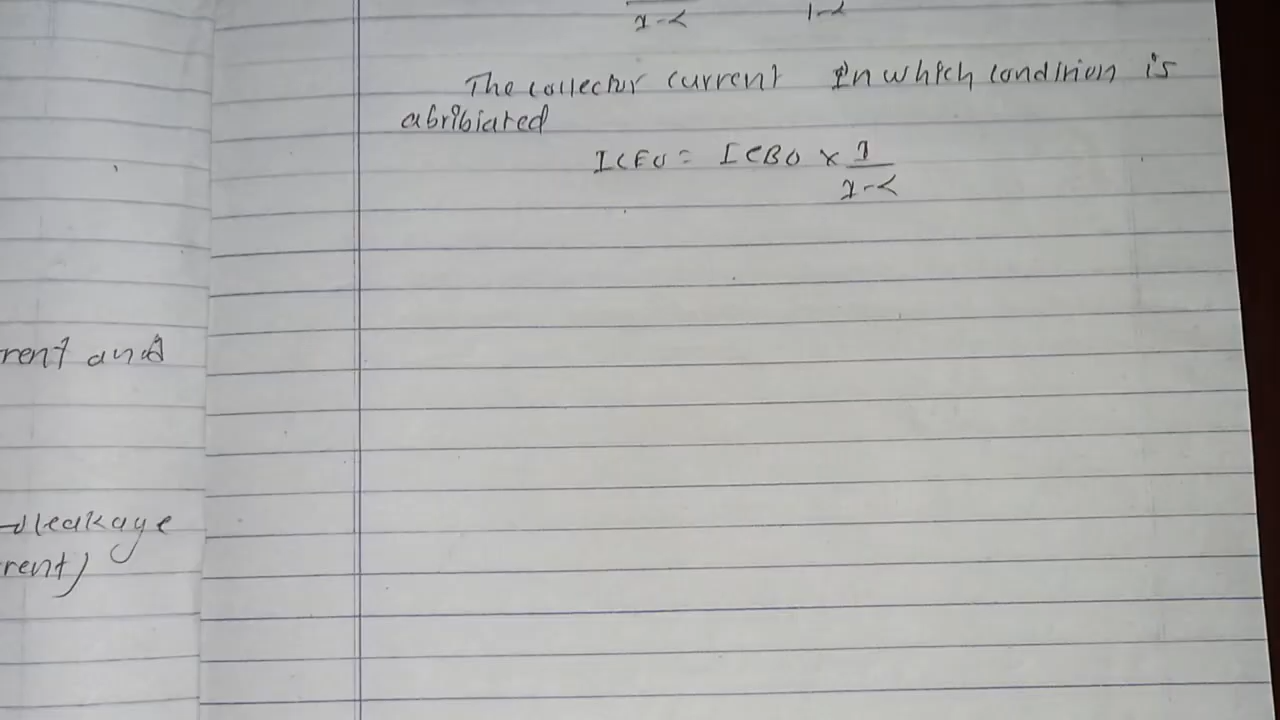 1-α 1-α
The collector current In which condition is
abribiated
ICEO = ICBO × 1
1-α
rent and
leakage
rent)